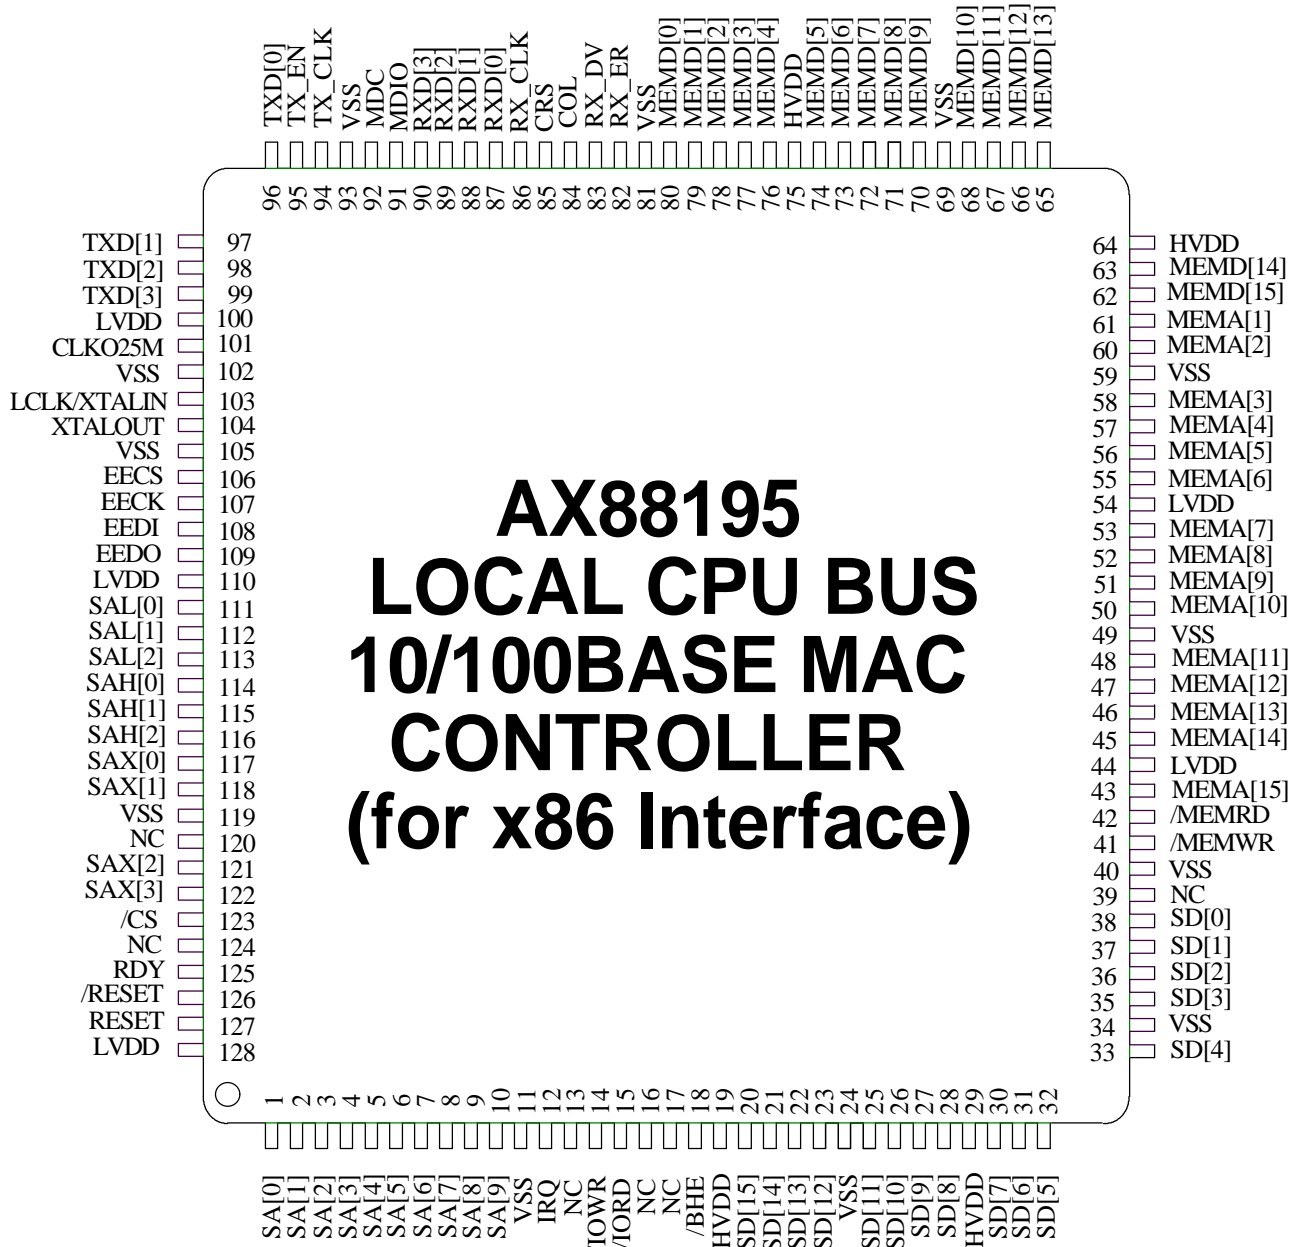 TXD[0]
TX_EN
TX_CLK
VSS
MDC
MDIO
RXD[3]
RXD[2]
RXD[1]
RXD[0]
RX_CLK
CRS
COL
RX_DV
RX_ER
VSS
MEMD[0]
MEMD[1]
MEMD[2]
MEMD[3]
MEMD[4]
HVDD
MEMD[5]
MEMD[6]
MEMD[7]
MEMD[8]
MEMD[9]
VSS
MEMD[10]
MEMD[11]
MEMD[12]
MEMD[13]
96
95
94
93
92
91
90
89
88
87
86
85
84
83
82
81
80
79
78
77
76
75
74
73
72
71
70
69
68
67
66
65
TXD[1] 97
TXD[2] 98
TXD[3] 99
LVDD 100
CLKO25M 101
VSS 102
LCLK/XTALIN 103
XTALOUT 104
VSS 105
EECS 106
EECK 107
EEDI 108
EEDO 109
LVDD 110
SAL[0] 111
SAL[1] 112
SAL[2] 113
SAH[0] 114
SAH[1] 115
SAH[2] 116
SAX[0] 117
SAX[1] 118
VSS 119
NC 120
SAX[2] 121
SAX[3] 122
/CS 123
NC 124
RDY 125
/RESET 126
RESET 127
LVDD 128
AX88195
LOCAL CPU BUS
10/100BASE MAC
CONTROLLER
(for x86 Interface)
64 HVDD
63 MEMD[14]
62 MEMD[15]
61 MEMA[1]
60 MEMA[2]
59 VSS
58 MEMA[3]
57 MEMA[4]
56 MEMA[5]
55 MEMA[6]
54 LVDD
53 MEMA[7]
52 MEMA[8]
51 MEMA[9]
50 MEMA[10]
49 VSS
48 MEMA[11]
47 MEMA[12]
46 MEMA[13]
45 MEMA[14]
44 LVDD
43 MEMA[15]
42 /MEMRD
41 /MEMWR
40 VSS
39 NC
38 SD[0]
37 SD[1]
36 SD[2]
35 SD[3]
34 VSS
33 SD[4]
1
2
3
4
5
6
7
8
9
10
11
12
13
14
15
16
17
18
19
20
21
22
23
24
25
26
27
28
29
30
31
32
SA[0]
SA[1]
SA[2]
SA[3]
SA[4]
SA[5]
SA[6]
SA[7]
SA[8]
SA[9]
VSS
IRQ
NC
IOWR
/IORD
NC
NC
/BHE
HVDD
SD[15]
SD[14]
SD[13]
SD[12]
VSS
SD[11]
SD[10]
SD[9]
SD[8]
HVDD
SD[7]
SD[6]
SD[5]